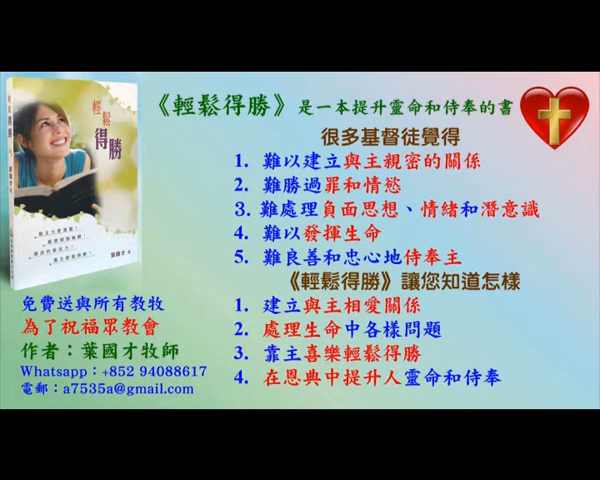 輕鬆
得勝
葉國才 著
《輕鬆得勝》是一本提升靈命和侍奉的書
很多基督徒覺得
1. 難以建立與主親密的關係
2. 難勝過罪和情慾
3. 難處理負面思想、情緒和潛意識
4. 難以發揮生命
5. 難良善和忠心地侍奉主
《輕鬆得勝》讓您知道怎樣
1. 建立與主相愛關係
2. 處理生命中各樣問題
3. 靠主喜樂輕鬆得勝
4. 在恩典中提升人靈命和侍奉
免費送與所有教牧
為了祝福眾教會
作者：葉國才牧師
Whatsapp：+852 94088617
電郵：a7535a@gmail.com